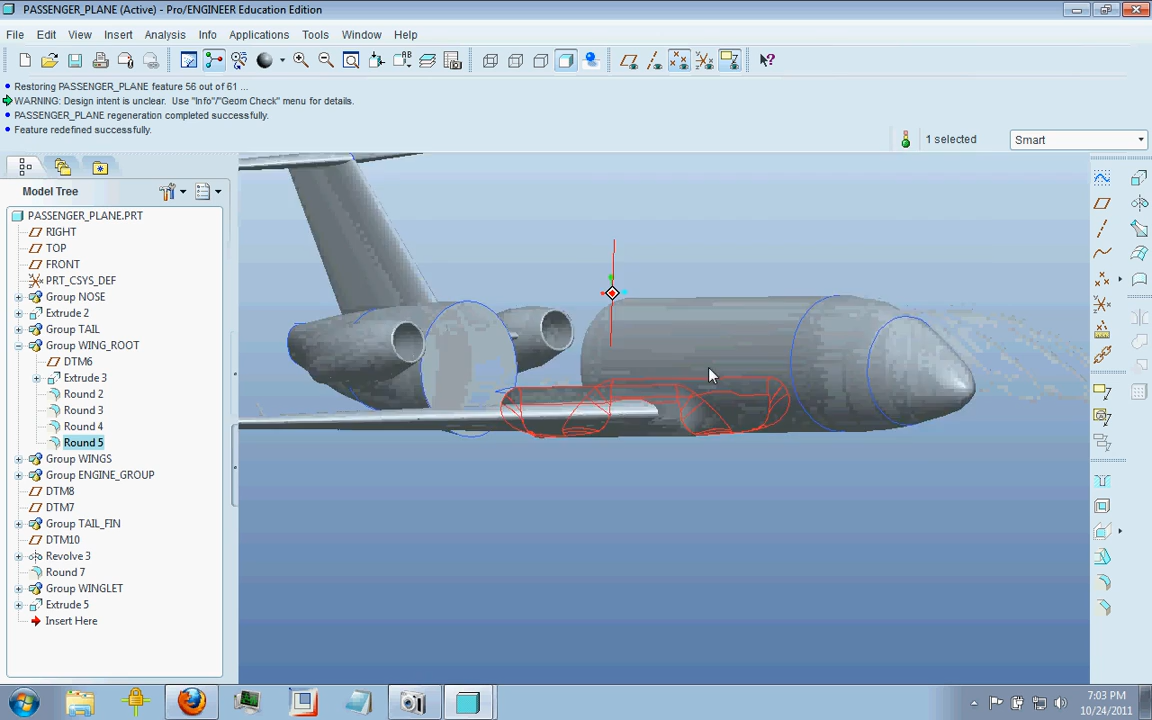 PASSENGER_PLANE (Active) - Pro/ENGINEER Education Edition
File Edit View Insert Analysis Info Applications Tools Window Help
Restoring PASSENGER_PLANE feature 56 out of 61 ...
WARNING: Design intent is unclear. Use "Info"/"Geom Check" menu for details.
PASSENGER_PLANE regeneration completed successfully.
Feature redefined successfully.
1 selected
Smart
Model Tree
PASSENGER_PLANE.PRT
RIGHT
TOP
FRONT
PRT_CSYS_DEF
Group NOSE
Extrude 2
Group TAIL
Group WING_ROOT
DTM6
Extrude 3
Round 2
Round 3
Round 4
Round 5
Group WINGS
Group ENGINE_GROUP
DTM8
DTM7
Group TAIL_FIN
DTM10
Revolve 3
Round 7
Group WINGLET
Extrude 5
Insert Here
7:03 PM
10/24/2011